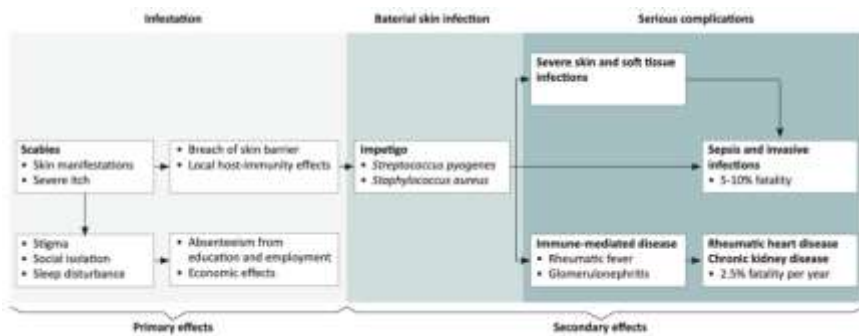 Infestation
Baterial skin infection
Serious complications
Severe skin and soft tissue
infections
Scabies
• Skin manifestations
• Severe itch
• Breach of skin barrier
• Local host-immunity effects
Impetigo
• Streptococcus pyogenes
• Staphylococcus aureus
Sepsis and invasive
infections
• 5-10% fatality
• Stigma
• Social isolation
• Sleep disturbance
• Absenteeism from
education and employment
• Economic effects
Immune-mediated disease
• Rheumatic fever
• Glomerulonephritis
Rheumatic heart disease
Chronic kidney disease
• 2.5% fatality per year
Primary effects
Secondary effects